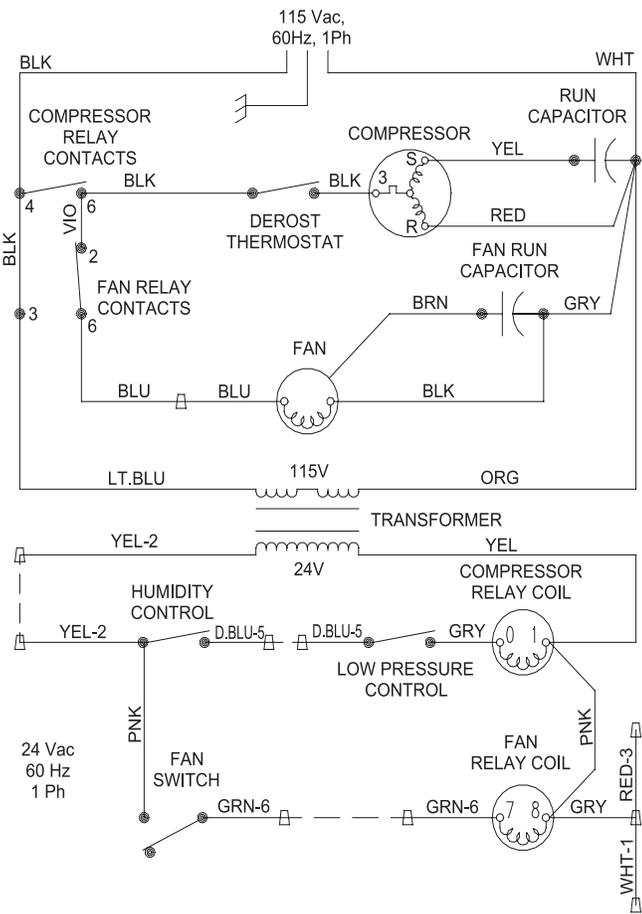 115 Vac,
60Hz, 1Ph
BLK
WHT
COMPRESSOR
RELAY
CONTACTS
COMPRESSOR
RUN
CAPACITOR
S
YEL
BLK
BLK
3
4
6
DEROST
THERMOSTAT
R
RED
VIO
BLK
2
FAN RELAY
CONTACTS
FAN RUN
CAPACITOR
BRN
GRY
3
6
FAN
BLU
BLU
BLK
LT.BLU
115V
ORG
TRANSFORMER
YEL-2
24V
YEL
HUMIDITY
CONTROL
COMPRESSOR
RELAY COIL
YEL-2
D.BLU-5
D.BLU-5
GRY
0 1
LOW PRESSURE
CONTROL
PNK
PNK
24 Vac
60 Hz
1 Ph
FAN
SWITCH
FAN
RELAY COIL
RED-3
GRN-6
GRN-6
7 8
GRY
WHT-1